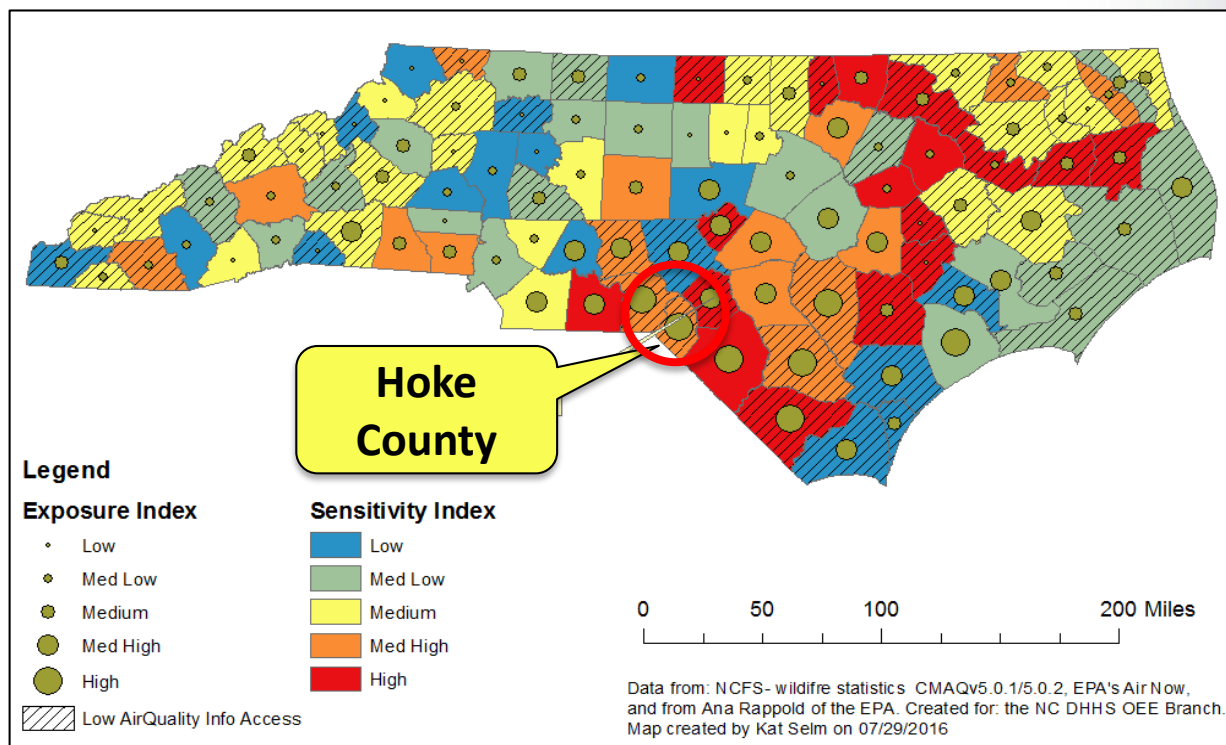 Hoke
County
Legend
Exposure Index
Low
Med Low
Medium
Med High
High
Low AirQuality Info Access
Sensitivity Index
Low
Med Low
Medium
Med High
High
0 50 100 200 Miles
Data from: NCFS- wildifre statistics CMAQv5.0.1/5.0.2, EPA's Air Now,
and from Ana Rappold of the EPA. Created for: the NC DHHS OEE Branch.
Map created by Kat Selm on 07/29/2016